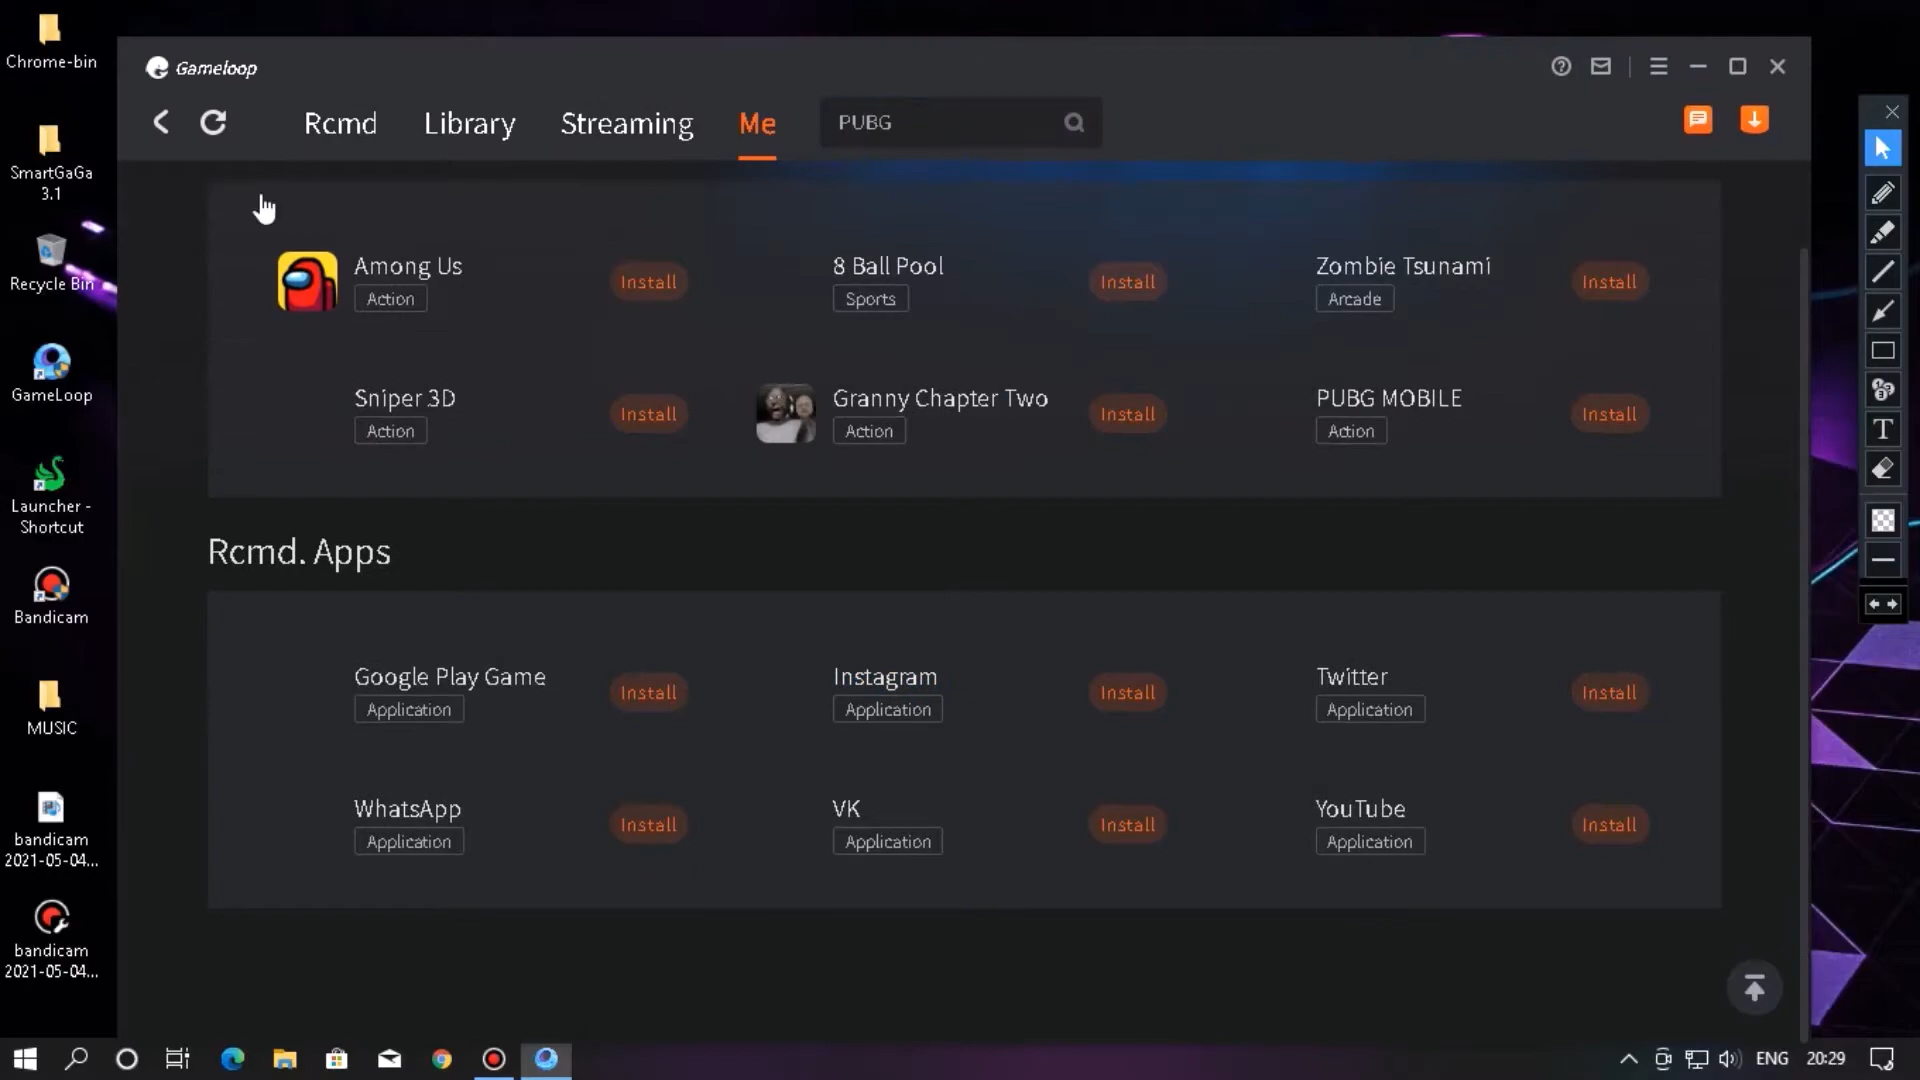 Chrome-bin
SmartGaGa
3.1
Recycle Bin
GameLoop
Launcher -
Shortcut
Bandicam
MUSIC
bandicam
2021-05-04...
bandicam
2021-05-04...
Gameloop
Rcmd Library Streaming Me PUBG
Among Us
Action
Install
8 Ball Pool
Sports
Install
Zombie Tsunami
Arcade
Install
Sniper 3D
Action
Install
Granny Chapter Two
Action
Install
PUBG MOBILE
Action
Install
Rcmd. Apps
Google Play Game
Application
Install
Instagram
Application
Install
Twitter
Application
Install
WhatsApp
Application
Install
VK
Application
Install
YouTube
Application
Install
T
ENG 20:29